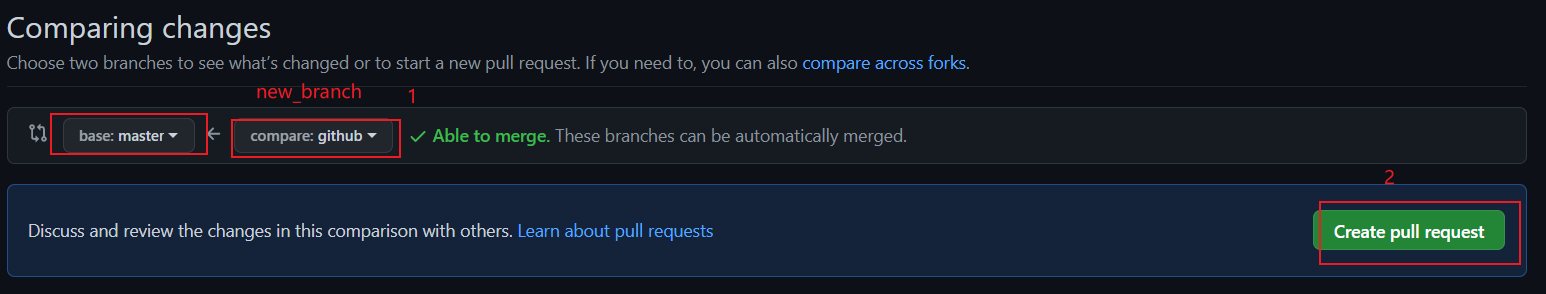 Comparing changes
Choose two branches to see what's changed or to start a new pull request. If you need to, you can also compare across forks.
new_branch 1
base: master compare: github Able to merge. These branches can be automatically merged.
2
Discuss and review the changes in this comparison with others. Learn about pull requests Create pull request